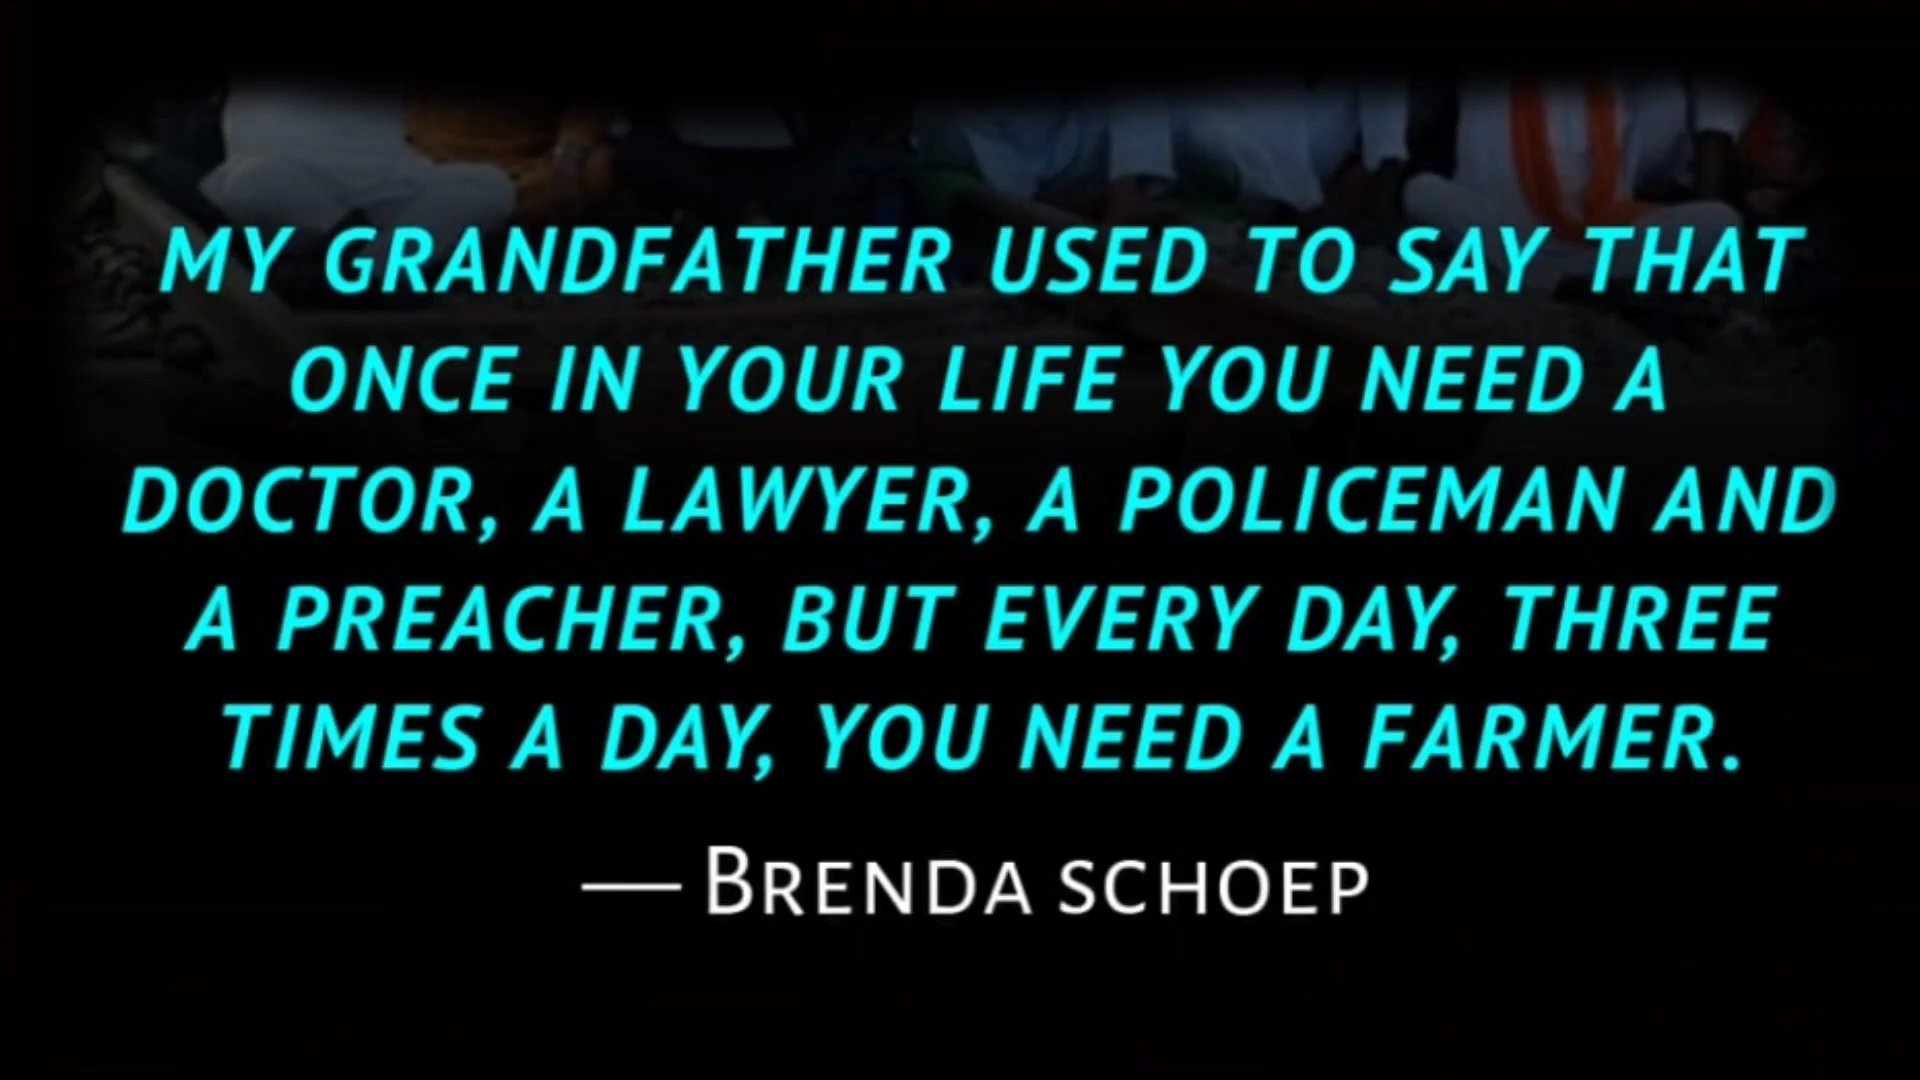 MY GRANDFATHER USED TO SAY THAT
ONCE IN YOUR LIFE YOU NEED A
DOCTOR, A LAWYER, A POLICEMAN AND
A PREACHER, BUT EVERY DAY, THREE
TIMES A DAY, YOU NEED A FARMER.
— BRENDA SCHOEP